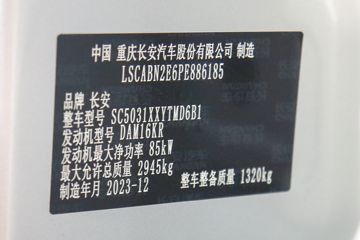 中国 重庆长安汽车股份有限公司 制造
LSCABN2E6PE886185
品牌 长安
整车型号 SC5031XXYTMD6B1
发动机型号 DAM16KR
发动机最大净功率 85kW
最大允许总质量 2945kg
制造年月 2023-12
整车整备质量 1320kg